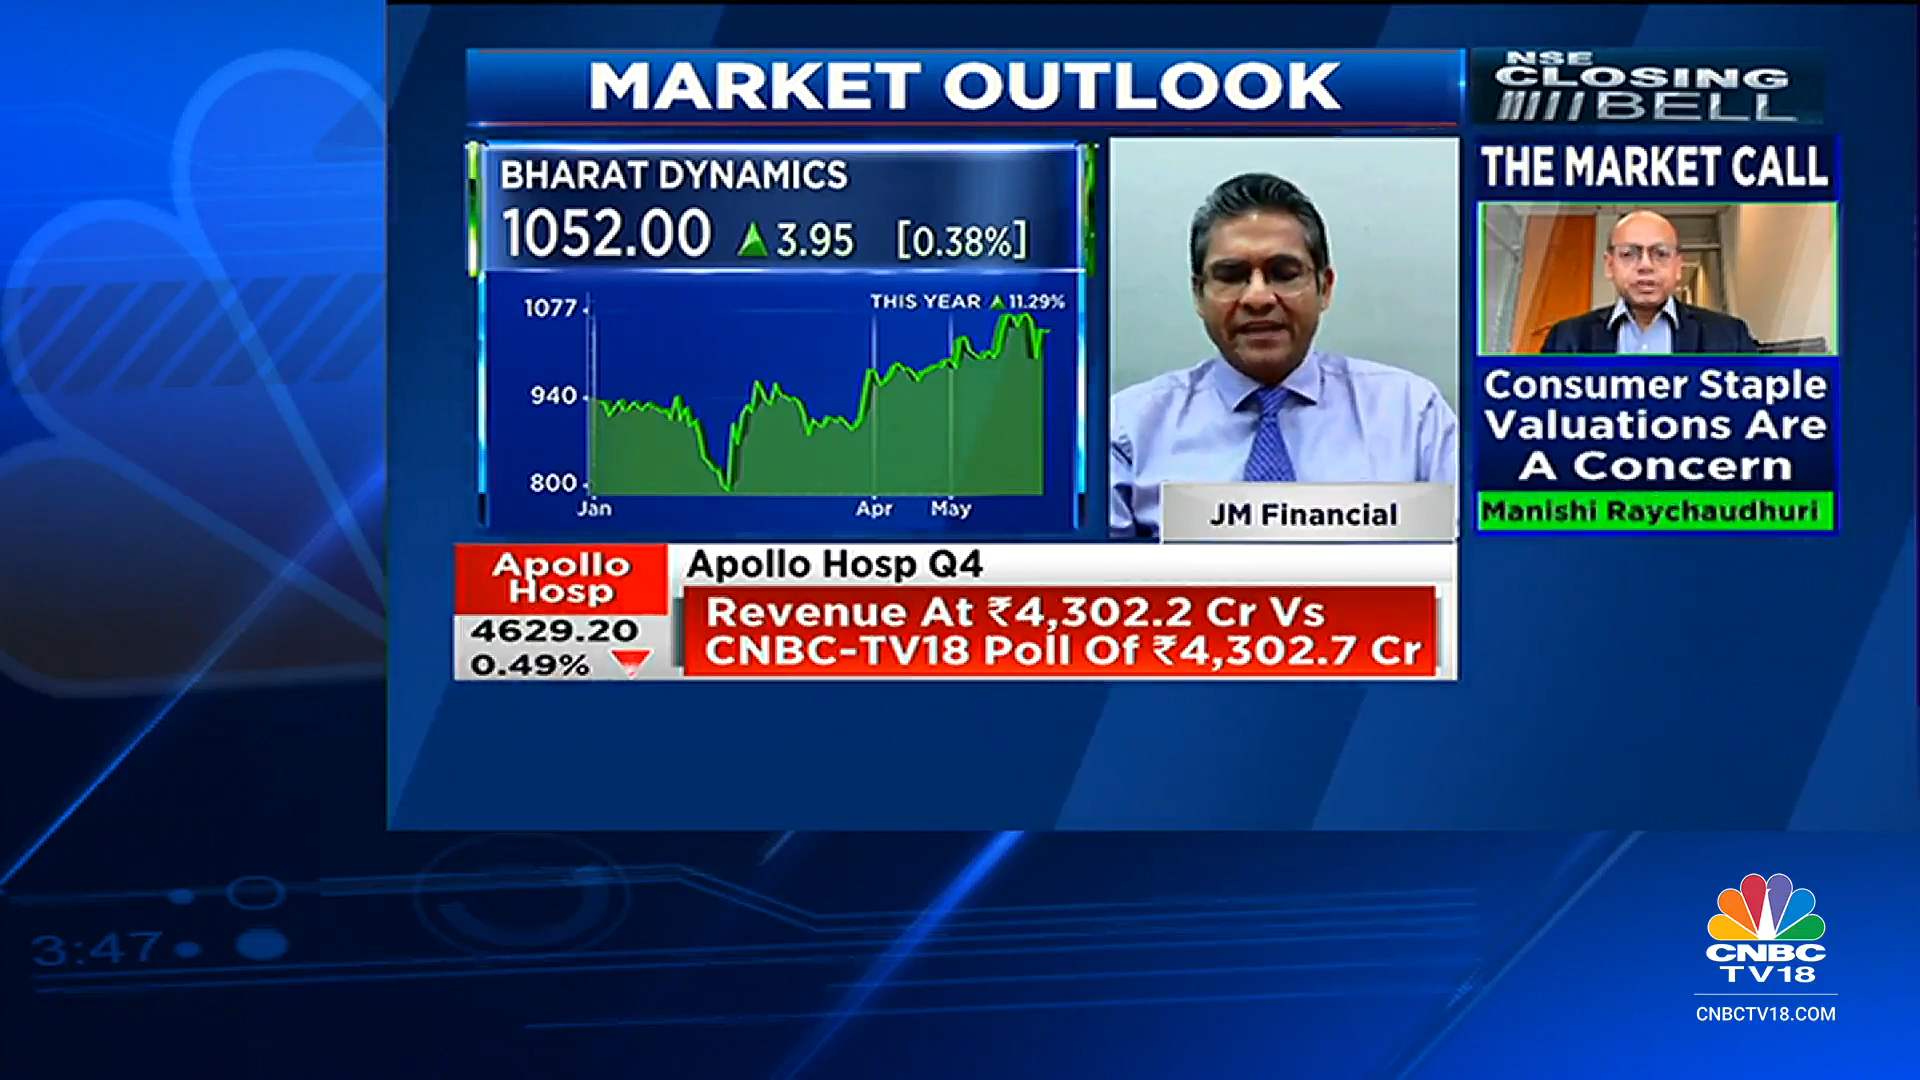 MARKET OUTLOOK
NSE
CLOSING
BELL
BHARAT DYNAMICS
1052.00 ▲ 3.95 [0.38%]
THIS YEAR ▲ 11.29%
1077
940
800
Jan Apr May
JM Financial
THE MARKET CALL
Consumer Staple
Valuations Are
A Concern
Manishi Raychaudhuri
Apollo
Hosp
4629.20
0.49% ▼
Apollo Hosp Q4
Revenue At ₹4,302.2 Cr Vs
CNBC-TV18 Poll Of ₹4,302.7 Cr
3:47
CNBC
TV18
CNBCTV18.COM